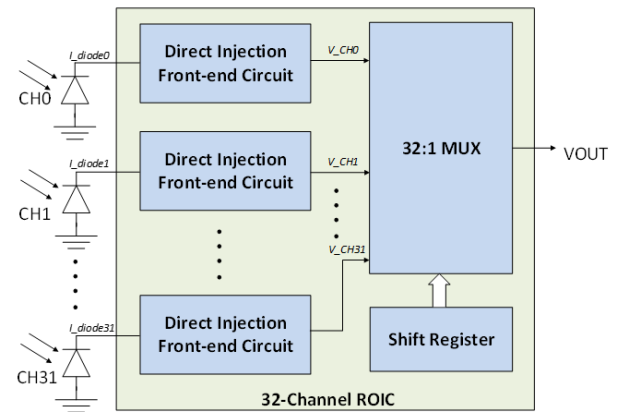 I_diode0
Direct Injection
Front-end Circuit
V_CH0
CH0
I_diode1
Direct Injection
Front-end Circuit
V_CH1
CH1
32:1 MUX
VOUT
V_CH31
I_diode31
Direct Injection
Front-end Circuit
CH31
Shift Register
32-Channel ROIC